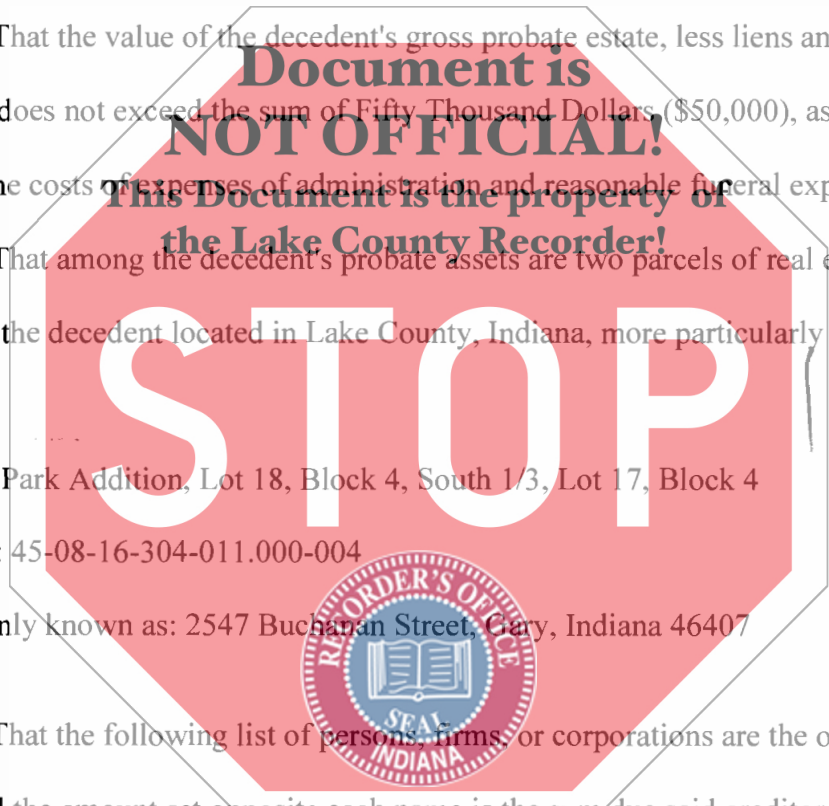 That the value of the decedent's gross probate estate, less liens an
Document is
does not exceed the sum of Fifty Thousand Dollars ($50,000), as
NOT OFFICIAL!
e costs of expenses of administration and reasonable funeral exp
This Document is the property of
the Lake County Recorder!
That among the decedent's probate assets are two parcels of real e
the decedent located in Lake County, Indiana, more particularly
STOP
Park Addition, Lot 18, Block 4, South 1/3, Lot 17, Block 4
: 45-08-16-304-011.000-004
nly known as: 2547 Buchanan Street, Gary, Indiana 46407
RECORDER'S OFFICE
SEAL
INDIANA
That the following list of persons, firms, or corporations are the o